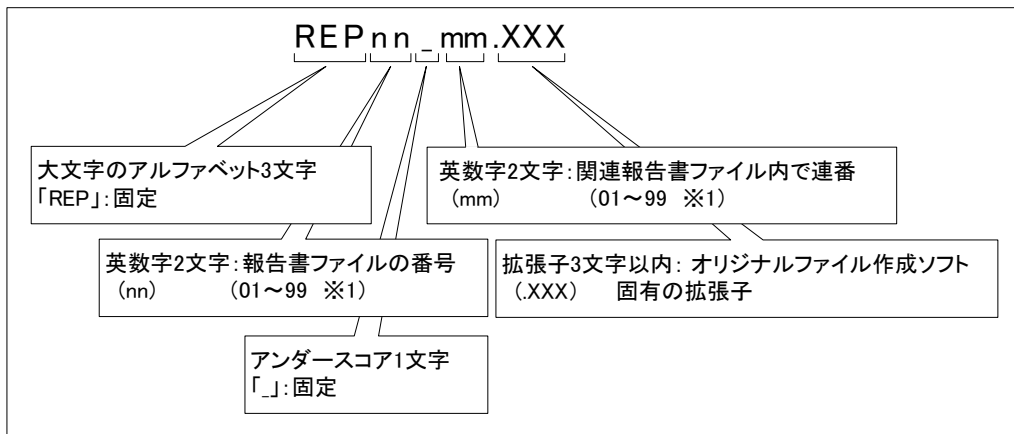 REPnn_mm.XXX
大文字のアルファベット3文字
「REP」：固定
英数字2文字：関連報告書ファイル内で連番
(mm) (01～99 ※1)
英数字2文字：報告書ファイルの番号
(nn) (01～99 ※1)
拡張子3文字以内： オリジナルファイル作成ソフト
(.XXX) 固有の拡張子
アンダースコア1文字
「_」：固定